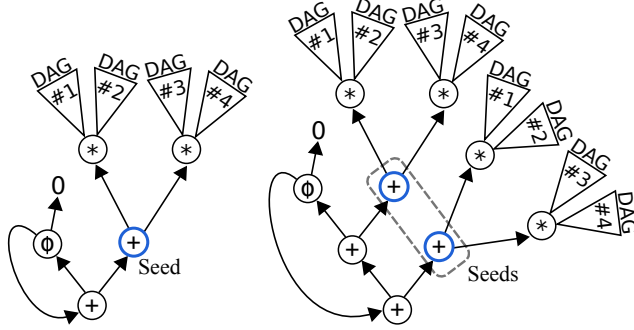 DAG DAG DAG DAG
#1 #2 #3 #4
* *
0
ϕ + Seed
+
DAG DAG DAG DAG
#1 #2 #3 #4
* *
DAG
#1
DAG
#2
*
DAG
#3
DAG
#4
*
0
ϕ +
+ + Seeds
+